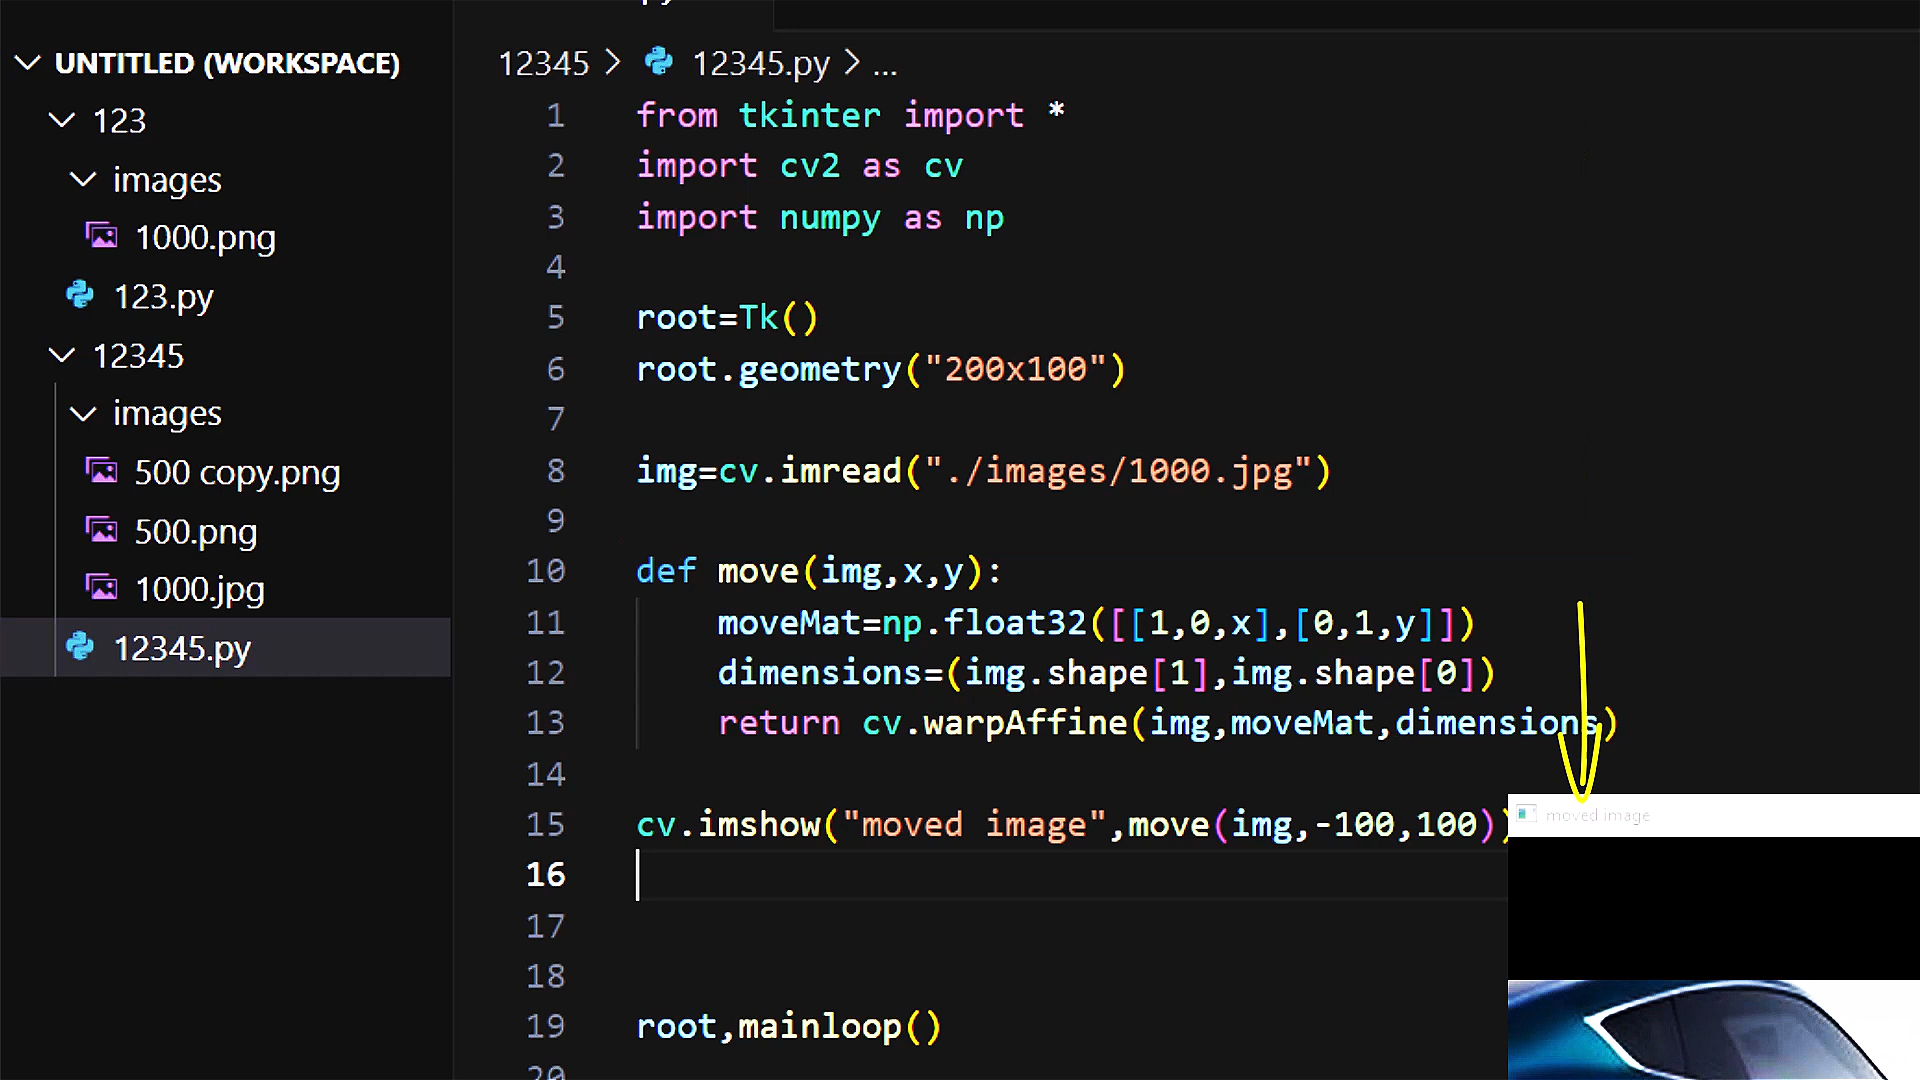 UNTITLED (WORKSPACE)
123
images
1000.png
123.py
12345
images
500 copy.png
500.png
1000.jpg
12345.py
12345 > 12345.py > ...
1 from tkinter import *
2 import cv2 as cv
3 import numpy as np
4
5 root=Tk()
6 root.geometry("200x100")
7
8 img=cv.imread("./images/1000.jpg")
9
10 def move(img,x,y):
11 moveMat=np.float32([[1,0,x],[0,1,y]])
12 dimensions=(img.shape[1],img.shape[0])
13 return cv.warpAffine(img,moveMat,dimensions)
14
15 cv.imshow("moved image",move(img,-100,100))
16
17
18
19 root,mainloop()
20
moved image